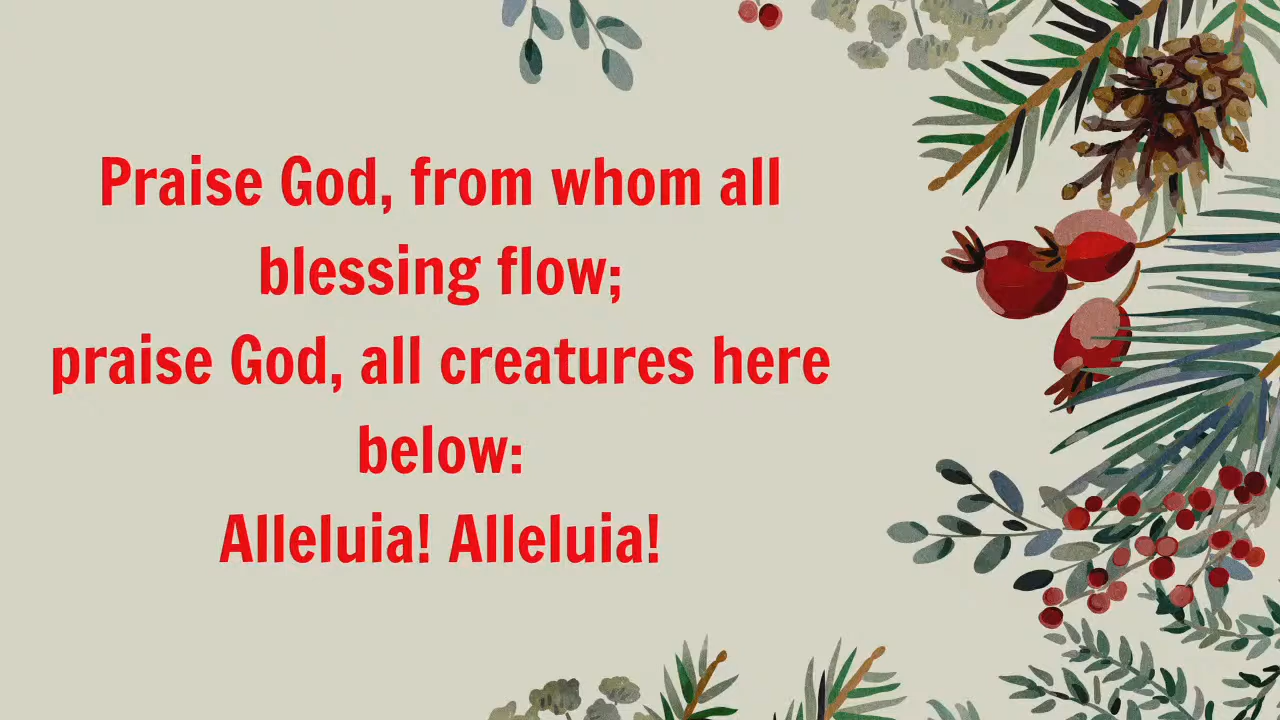 Praise God, from whom all
blessing flow;
praise God, all creatures here
below:
Alleluia! Alleluia!